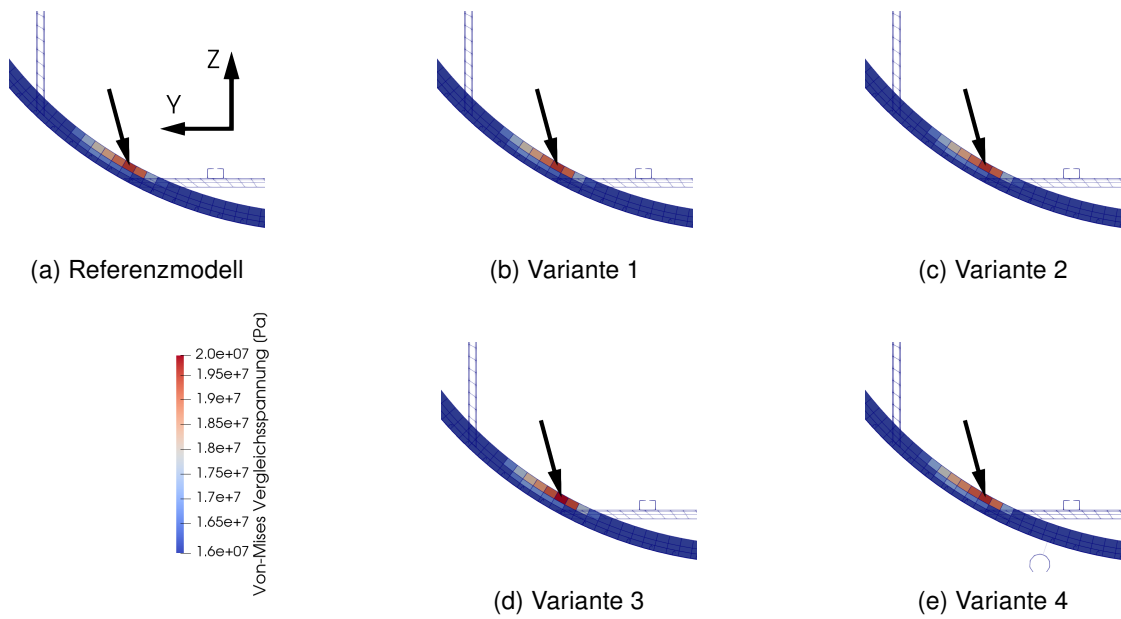 Z
Y
(a) Referenzmodell
(b) Variante 1
(c) Variante 2
2.0e+07
1.95e+7
1.9e+7
1.85e+7
1.8e+7
1.75e+7
1.7e+7
1.65e+7
1.6e+07
Von-Mises Vergleichsspannung (Pa)
(d) Variante 3
(e) Variante 4